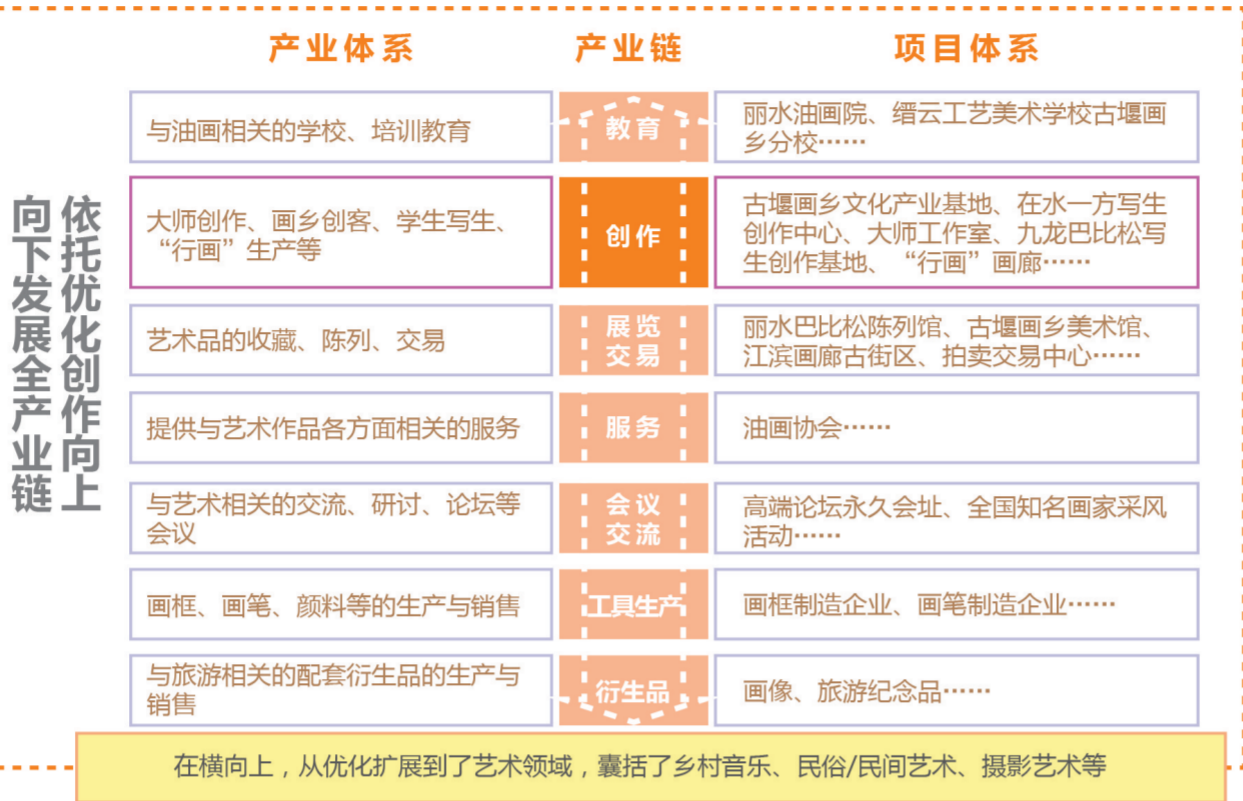 产业体系
产业链
项目体系
依托优化创作向上
向下发展全产业链
与油画相关的学校、培训教育
教育
丽水油画院、缙云工艺美术学校古堰画
乡分校……
大师创作、画乡创客、学生写生、
“行画”生产等
创作
古堰画乡文化产业基地、在水一方写生
创作中心、大师工作室、九龙巴比松写
生创作基地、“行画”画廊……
艺术品的收藏、陈列、交易
展览
交易
丽水巴比松陈列馆、古堰画乡美术馆、
江滨画廊古街区、拍卖交易中心……
提供与艺术作品各方面相关的服务
服务
油画协会……
与艺术相关的交流、研讨、论坛等
会议
会议
交流
高端论坛永久会址、全国知名画家采风
活动……
画框、画笔、颜料等的生产与销售
工具生产
画框制造企业、画笔制造企业……
与旅游相关的配套衍生品的生产与
销售
衍生品
画像、旅游纪念品……
在横向上，从优化扩展到了艺术领域，囊括了乡村音乐、民俗/民间艺术、摄影艺术等